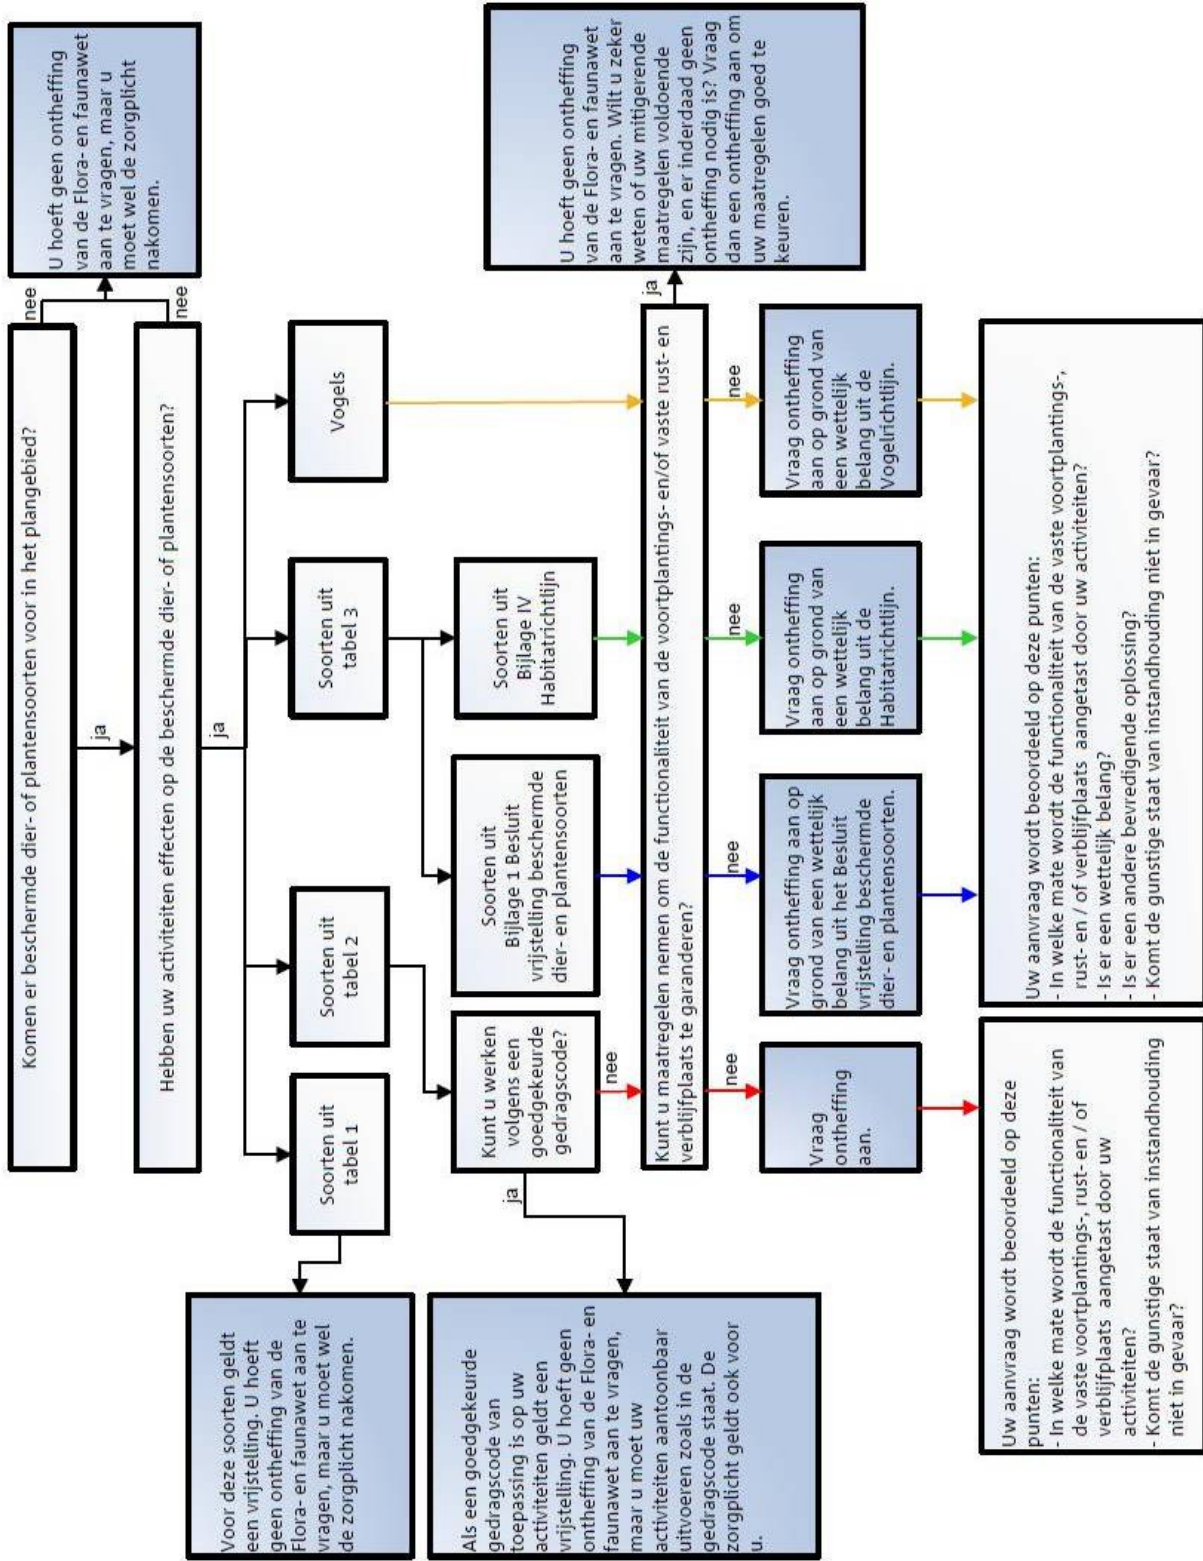 Komen er beschermde dier- of plantensoorten voor in het plangebied?
nee
U hoeft geen ontheffing
van de Flora- en faunawet
aan te vragen, maar u
moet wel de zorgplicht
nakomen.
ja
Hebben uw activiteiten effecten op de beschermde dier- of plantensoorten?
nee
ja
Soorten uit
tabel 1
Soorten uit
tabel 2
Soorten uit
tabel 3
Vogels
Voor deze soorten geldt
een vrijstelling. U hoeft
geen ontheffing van de
Flora- en faunawet aan te
vragen, maar u moet wel
de zorgplicht nakomen.
Kunt u werken
volgens een
goedgekeurde
gedragscode?
Soorten uit
Bijlage 1 Besluit
vrijstelling beschermde
dier- en plantensoorten
Soorten uit
Bijlage IV
Habitatrichtlijn
ja
nee
Als een goedgekeurde
gedragscode van
toepassing is op uw
activiteiten geldt een
vrijstelling. U hoeft geen
ontheffing van de Flora- en
faunawet aan te vragen,
maar u moet uw
activiteiten aantoonbaar
uitvoeren zoals in de
gedragscode staat. De
zorgplicht geldt ook voor
u.
Kunt u maatregelen nemen om de functionaliteit van de voortplantings- en/of vaste rust- en
verblijfplaats te garanderen?
ja
U hoeft geen ontheffing
van de Flora- en faunawet
aan te vragen. Wilt u zeker
weten of uw mitigerende
maatregelen voldoende
zijn, en er inderdaad geen
ontheffing nodig is? Vraag
dan een ontheffing aan om
uw maatregelen goed te
keuren.
nee
nee
nee
nee
Vraag
ontheffing
aan.
Vraag ontheffing aan op
grond van een wettelijk
belang uit het Besluit
vrijstelling beschermde
dier- en plantensoorten.
Vraag ontheffing
aan op grond van
een wettelijk
belang uit de
Habitatrichtlijn.
Vraag ontheffing
aan op grond van
een wettelijk
belang uit de
Vogelrichtlijn.
Uw aanvraag wordt beoordeeld op deze
punten:
- In welke mate wordt de functionaliteit van
de vaste voortplantings-, rust- en / of
verblijfplaats aangetast door uw
activiteiten?
- Komt de gunstige staat van instandhouding
niet in gevaar?
Uw aanvraag wordt beoordeeld op deze punten:
- In welke mate wordt de functionaliteit van de vaste voortplantings-,
rust- en / of verblijfplaats aangetast door uw activiteiten?
- Is er een wettelijk belang?
- Is er een andere bevredigende oplossing?
- Komt de gunstige staat van instandhouding niet in gevaar?